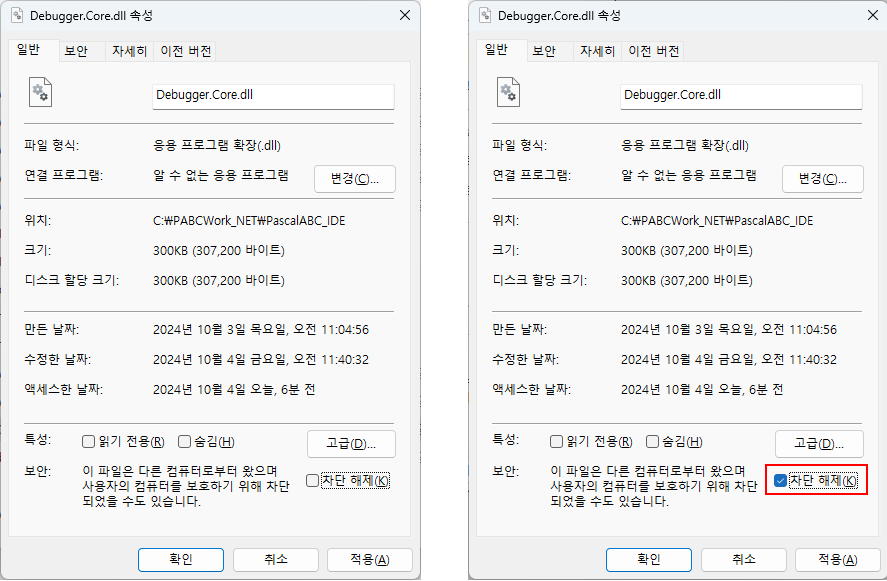 Debugger.Core.dll 속성
일반 보안 자세히 이전 버전
Debugger.Core.dll
파일 형식: 응용 프로그램 확장(.dll)
연결 프로그램: 알 수 없는 응용 프로그램 변경(C)...
위치: C:₩PABCWork_NET₩PascalABC_IDE
크기: 300KB (307,200 바이트)
디스크 할당 크기: 300KB (307,200 바이트)
만든 날짜: 2024년 10월 3일 목요일, 오전 11:04:56
수정한 날짜: 2024년 10월 4일 금요일, 오전 11:40:32
액세스한 날짜: 2024년 10월 4일 오늘, 6분 전
특성: 읽기 전용(R) 숨김(H) 고급(D)...
보안: 이 파일은 다른 컴퓨터로부터 왔으며
사용자의 컴퓨터를 보호하기 위해 차단
되었을 수도 있습니다.
차단 해제(K)
확인 취소 적용(A)
Debugger.Core.dll 속성
일반 보안 자세히 이전 버전
Debugger.Core.dll
파일 형식: 응용 프로그램 확장(.dll)
연결 프로그램: 알 수 없는 응용 프로그램 변경(C)...
위치: C:₩PABCWork_NET₩PascalABC_IDE
크기: 300KB (307,200 바이트)
디스크 할당 크기: 300KB (307,200 바이트)
만든 날짜: 2024년 10월 3일 목요일, 오전 11:04:56
수정한 날짜: 2024년 10월 4일 금요일, 오전 11:40:32
액세스한 날짜: 2024년 10월 4일 오늘, 6분 전
특성: 읽기 전용(R) 숨김(H) 고급(D)...
보안: 이 파일은 다른 컴퓨터로부터 왔으며
사용자의 컴퓨터를 보호하기 위해 차단
되었을 수도 있습니다.
차단 해제(K)
확인 취소 적용(A)